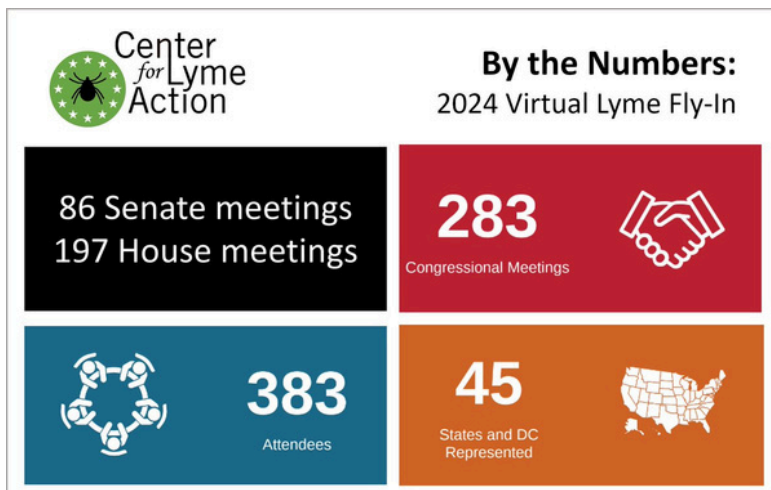 Center
for Lyme
Action
By the Numbers:
2024 Virtual Lyme Fly-In
86 Senate meetings
197 House meetings
283
Congressional Meetings
383
Attendees
45
States and DC
Represented